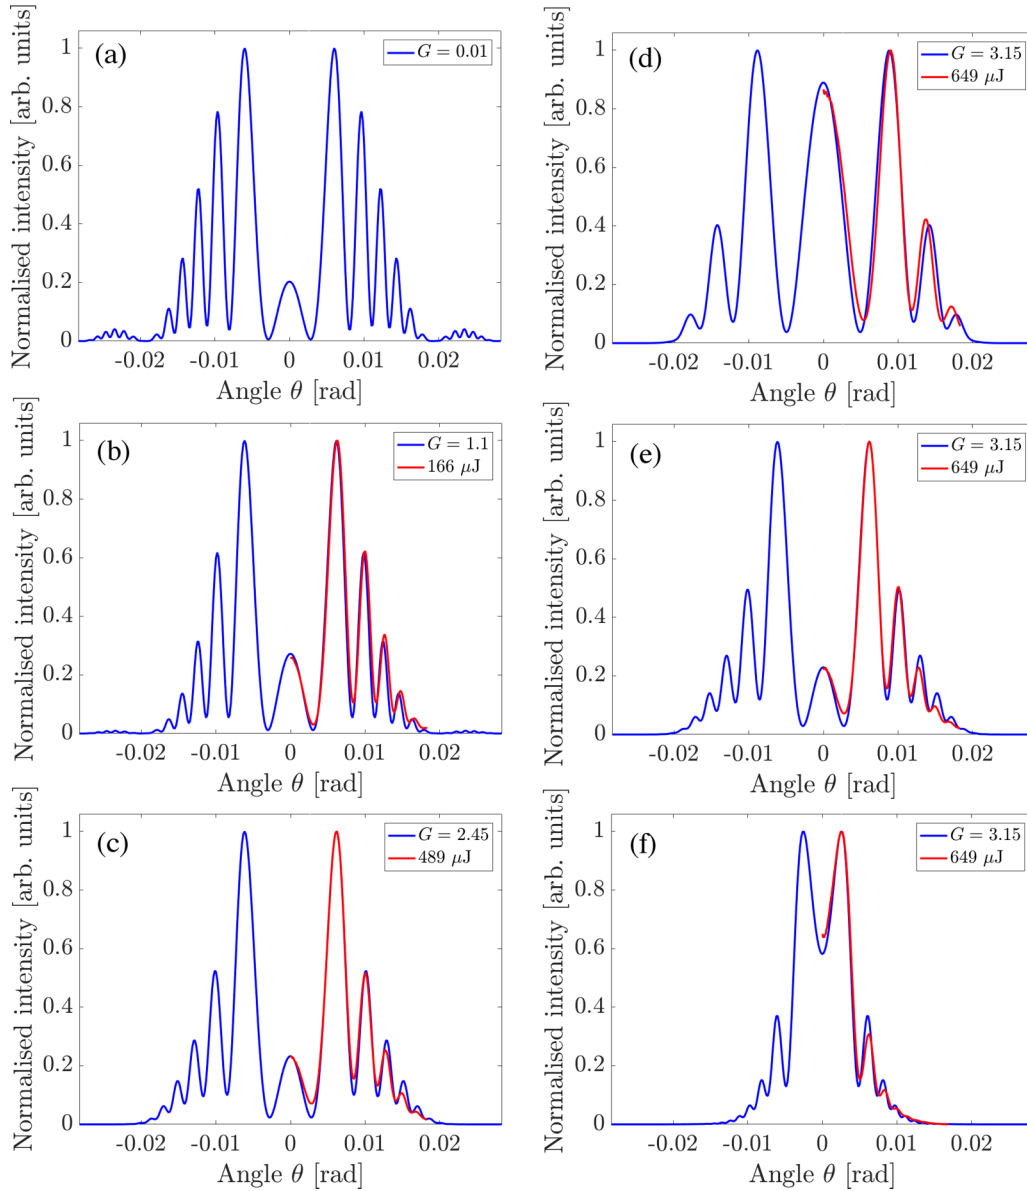 (a)
G = 0.01
Normalised intensity [arb. units]
1
0.8
0.6
0.4
0.2
0
-0.02 -0.01 0 0.01 0.02
Angle θ [rad]
(b)
G = 1.1
166 μJ
Normalised intensity [arb. units]
1
0.8
0.6
0.4
0.2
0
-0.02 -0.01 0 0.01 0.02
Angle θ [rad]
(c)
G = 2.45
489 μJ
Normalised intensity [arb. units]
1
0.8
0.6
0.4
0.2
0
-0.02 -0.01 0 0.01 0.02
Angle θ [rad]
(d)
G = 3.15
649 μJ
Normalised intensity [arb. units]
1
0.8
0.6
0.4
0.2
0
-0.02 -0.01 0 0.01 0.02
Angle θ [rad]
(e)
G = 3.15
649 μJ
Normalised intensity [arb. units]
1
0.8
0.6
0.4
0.2
0
-0.02 -0.01 0 0.01 0.02
Angle θ [rad]
(f)
G = 3.15
649 μJ
Normalised intensity [arb. units]
1
0.8
0.6
0.4
0.2
0
-0.02 -0.01 0 0.01 0.02
Angle θ [rad]